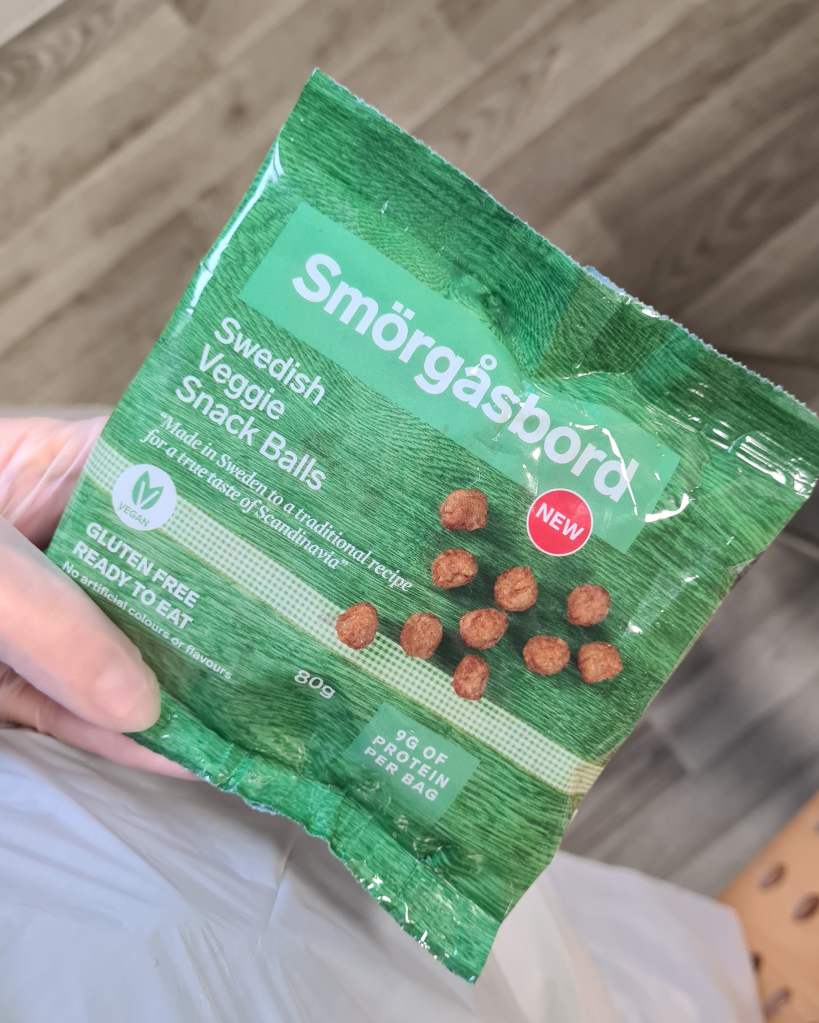 Smörgåsbord
Swedish
Veggie
Snack Balls
"Made in Sweden to a traditional recipe
for a true taste of Scandinavia"
NEW
VEGAN
GLUTEN FREE
READY TO EAT
No artificial colours or flavours
80g
9G OF
PROTEIN
PER BAG